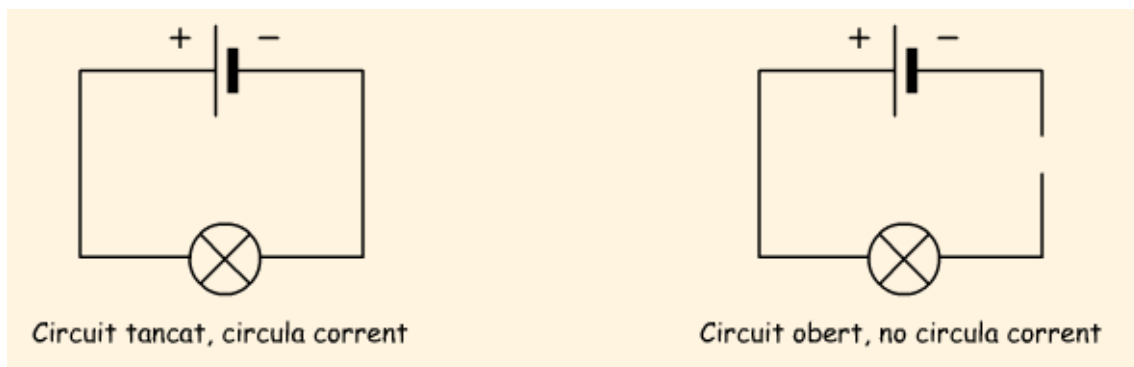 + −
+ −
Circuit tancat, circula corrent
Circuit obert, no circula corrent